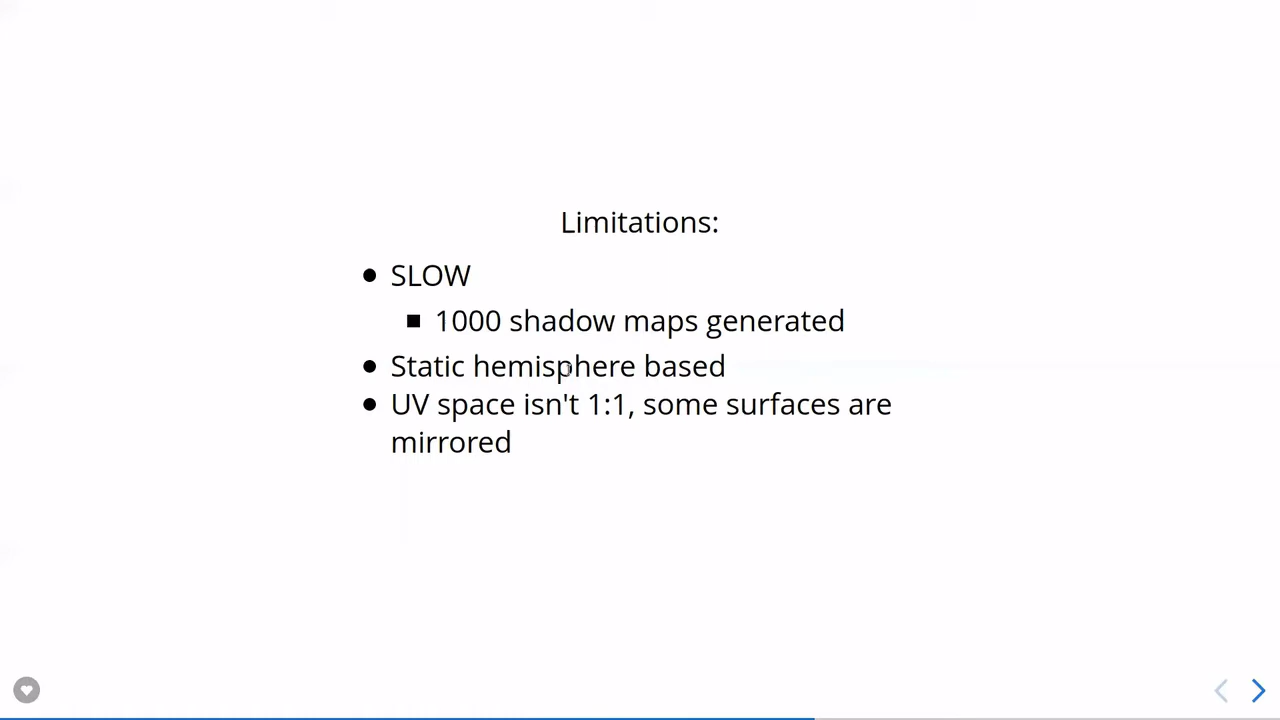 Limitations:
SLOW
1000 shadow maps generated
Static hemisphere based
UV space isn't 1:1, some surfaces are
mirrored